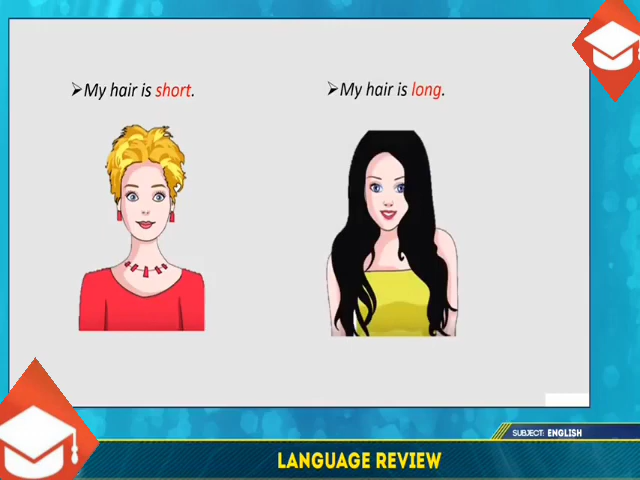 ➢My hair is short.
➢My hair is long.
SUBJECT: ENGLISH
LANGUAGE REVIEW